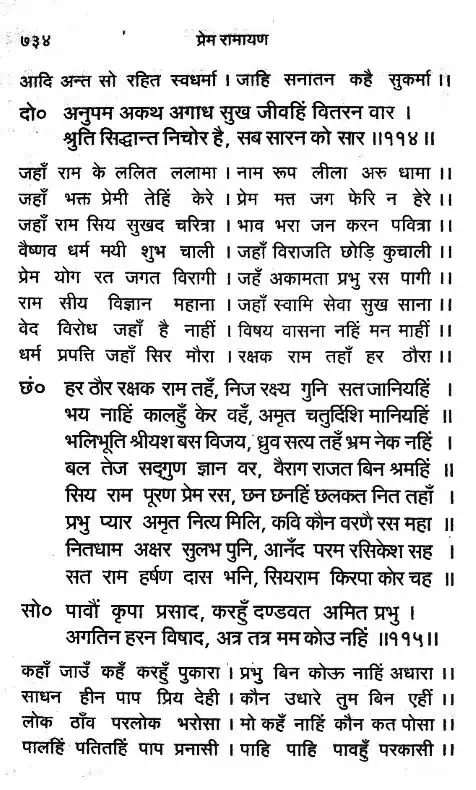 ७३४ प्रेम रामायण
आदि अन्त सो रहित स्वधर्मा । जाहि सनातन कहै सुकर्मा ।।
दो० अनुपम अकथ अगाध सुख जीवहिं वितरन वार ।
श्रुति सिद्धान्त निचोर है, सब सारन को सार ।।११४।।
जहाँ राम के ललित ललामा । नाम रूप लीला अरु धामा ।।
जहाँ भक्त प्रेमी तेहिं केरे । प्रेम मत्त जग फेरि न हेरे ।।
जहाँ राम सिय सुखद चरित्रा । भाव भरा जन करन पवित्रा ।।
वैष्णव धर्म मयी शुभ चाली । जहाँ विराजति छोड़ि कुचाली ।।
प्रेम योग रत जगत विरागी । जहँ अकामता प्रभु रस पागी ।।
राम सीय विज्ञान महाना । जहाँ स्वामि सेवा सुख साना ।।
वेद विरोध जहाँ है नाहीं । विषय वासना नहिं मन माहीं ।।
धर्म प्रपत्ति जहाँ सिर मौरा । रक्षक राम तहाँ हर ठौरा ।।
छं० हर ठौर रक्षक राम तहँ, निज रक्ष्य गुनि सत जानियहिं ।
भय नाहिं कालहुँ केर वहँ, अमृत चतुर्दिशि मानियहिं ।।
भलिभूति श्रीयश बस विजय, ध्रुव सत्य तहँ भ्रम नेक नहिं ।
बल तेज सद्‌गुण ज्ञान वर, वैराग राजत बिन श्रमहिं ।।
सिय राम पूरण प्रेम रस, छन छनहिं छलकत नित तहाँ ।
प्रभु प्यार अमृत नित्य मिलि, कवि कौन वरणै रस महा ।।
नितधाम अक्षर सुलभ पुनि, आनँद परम रसिकेश सह ।
सत राम हर्षण दास भनि, सियराम किरपा कोर चह ।।
सो० पावौं कृपा प्रसाद, करहुँ दण्डवत अमित प्रभु ।
अगतिन हरन विषाद, अत्र तत्र मम कोउ नहिं ।।११५।।
कहाँ जाउँ कहँ करहुँ पुकारा । प्रभु बिन कोऊ नाहिं अधारा ।।
साधन हीन पाप प्रिय देही । कौन उधारे तुम बिन एहीं ।।
लोक ठाँव परलोक भरोसा । मो कहँ नाहिं कौन कत पोसा ।।
पालहिं पतितहिं पाप प्रनासी । पाहि पाहि पावहुँ परकासी ।।